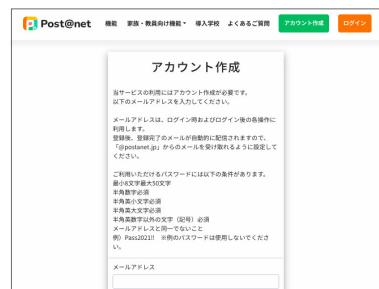 Post@net 機能 家族・教員向け機能 導入学校 よくあるご質問 アカウント作成 ログイン
アカウント作成
当サービスの利用にはアカウント作成が必要です。
以下のメールアドレスを入力してください。
メールアドレスは、ログイン時およびログイン後の各操作に
利用します。
登録後、登録完了のメールが自動的に配信されますので、
「@postanet.jp」からのメールを受け取れるように設定して
ください。
ご利用いただけるパスワードには以下の条件があります。
最小8文字最大50文字
半角数字必須
半角英小文字必須
半角英大文字必須
半角英数字以外の文字（記号）必須
メールアドレスと同一でないこと
例）Pass2021!! ※例のパスワードは使用しないでくださ
い。
メールアドレス